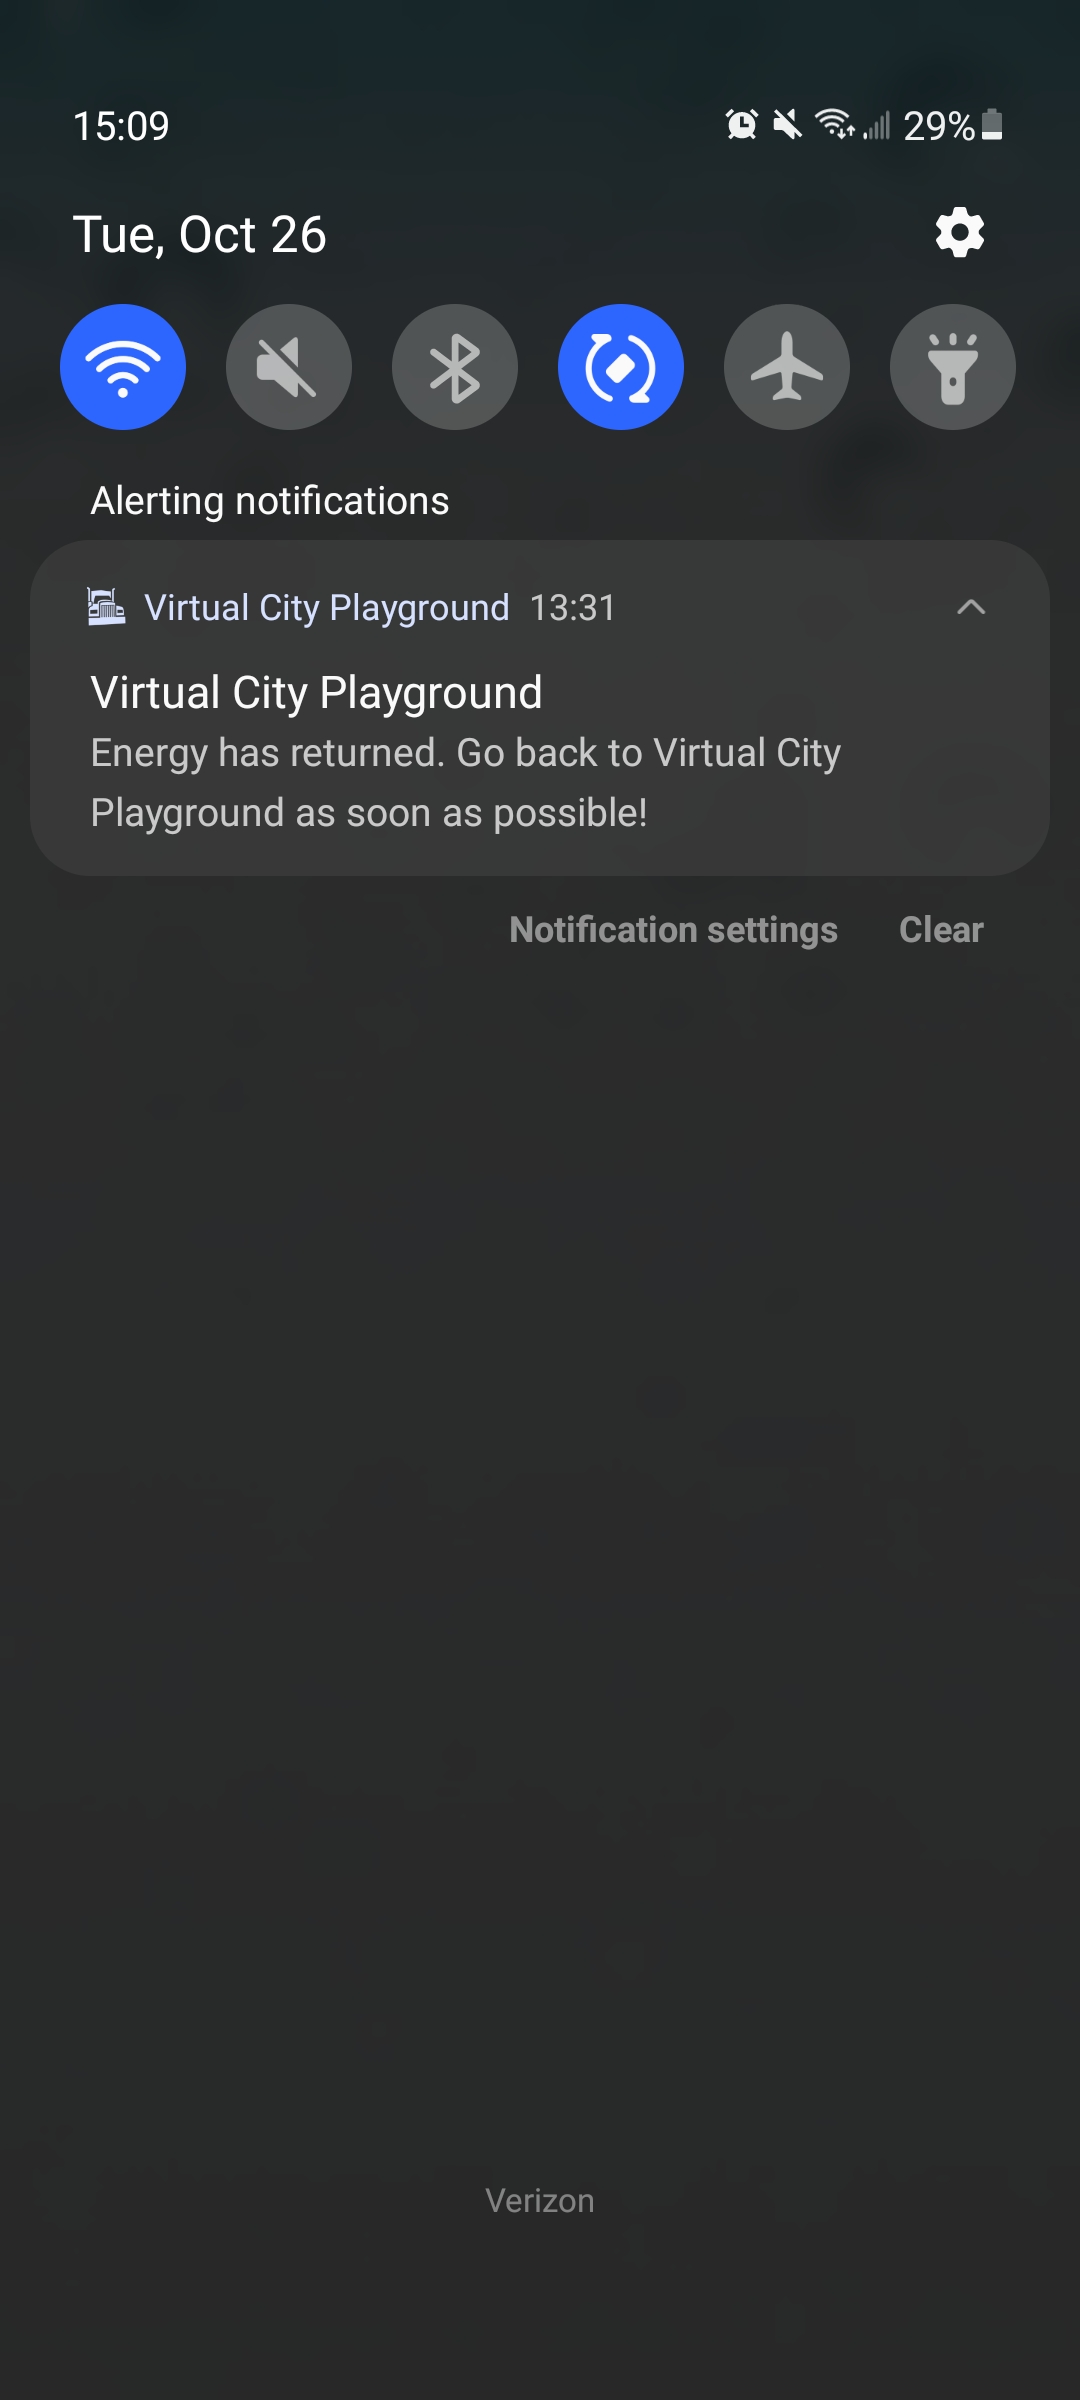 15:09 29%
Tue, Oct 26
Alerting notifications
Virtual City Playground 13:31
Virtual City Playground
Energy has returned. Go back to Virtual City
Playground as soon as possible!
Notification settings Clear
Verizon